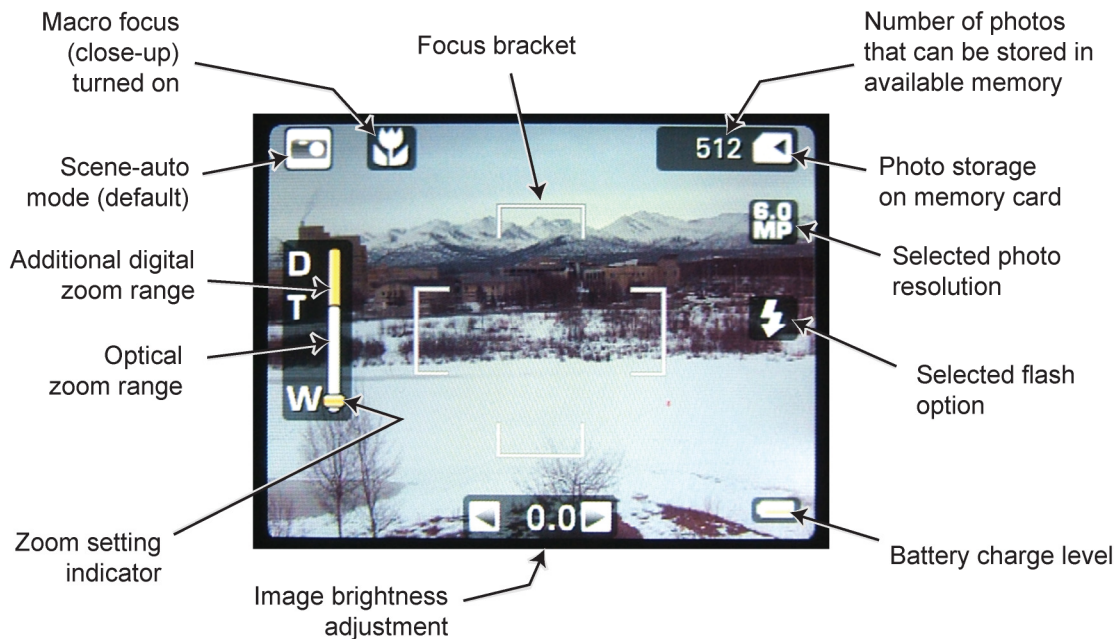 Macro focus
(close-up)
turned on
Focus bracket
Number of photos
that can be stored in
available memory
Scene-auto
mode (default)
512
Photo storage
on memory card
6.0
MP
Selected photo
resolution
Additional digital
zoom range
D
T
Optical
zoom range
W
Selected flash
option
Zoom setting
indicator
0.0
Battery charge level
Image brightness
adjustment